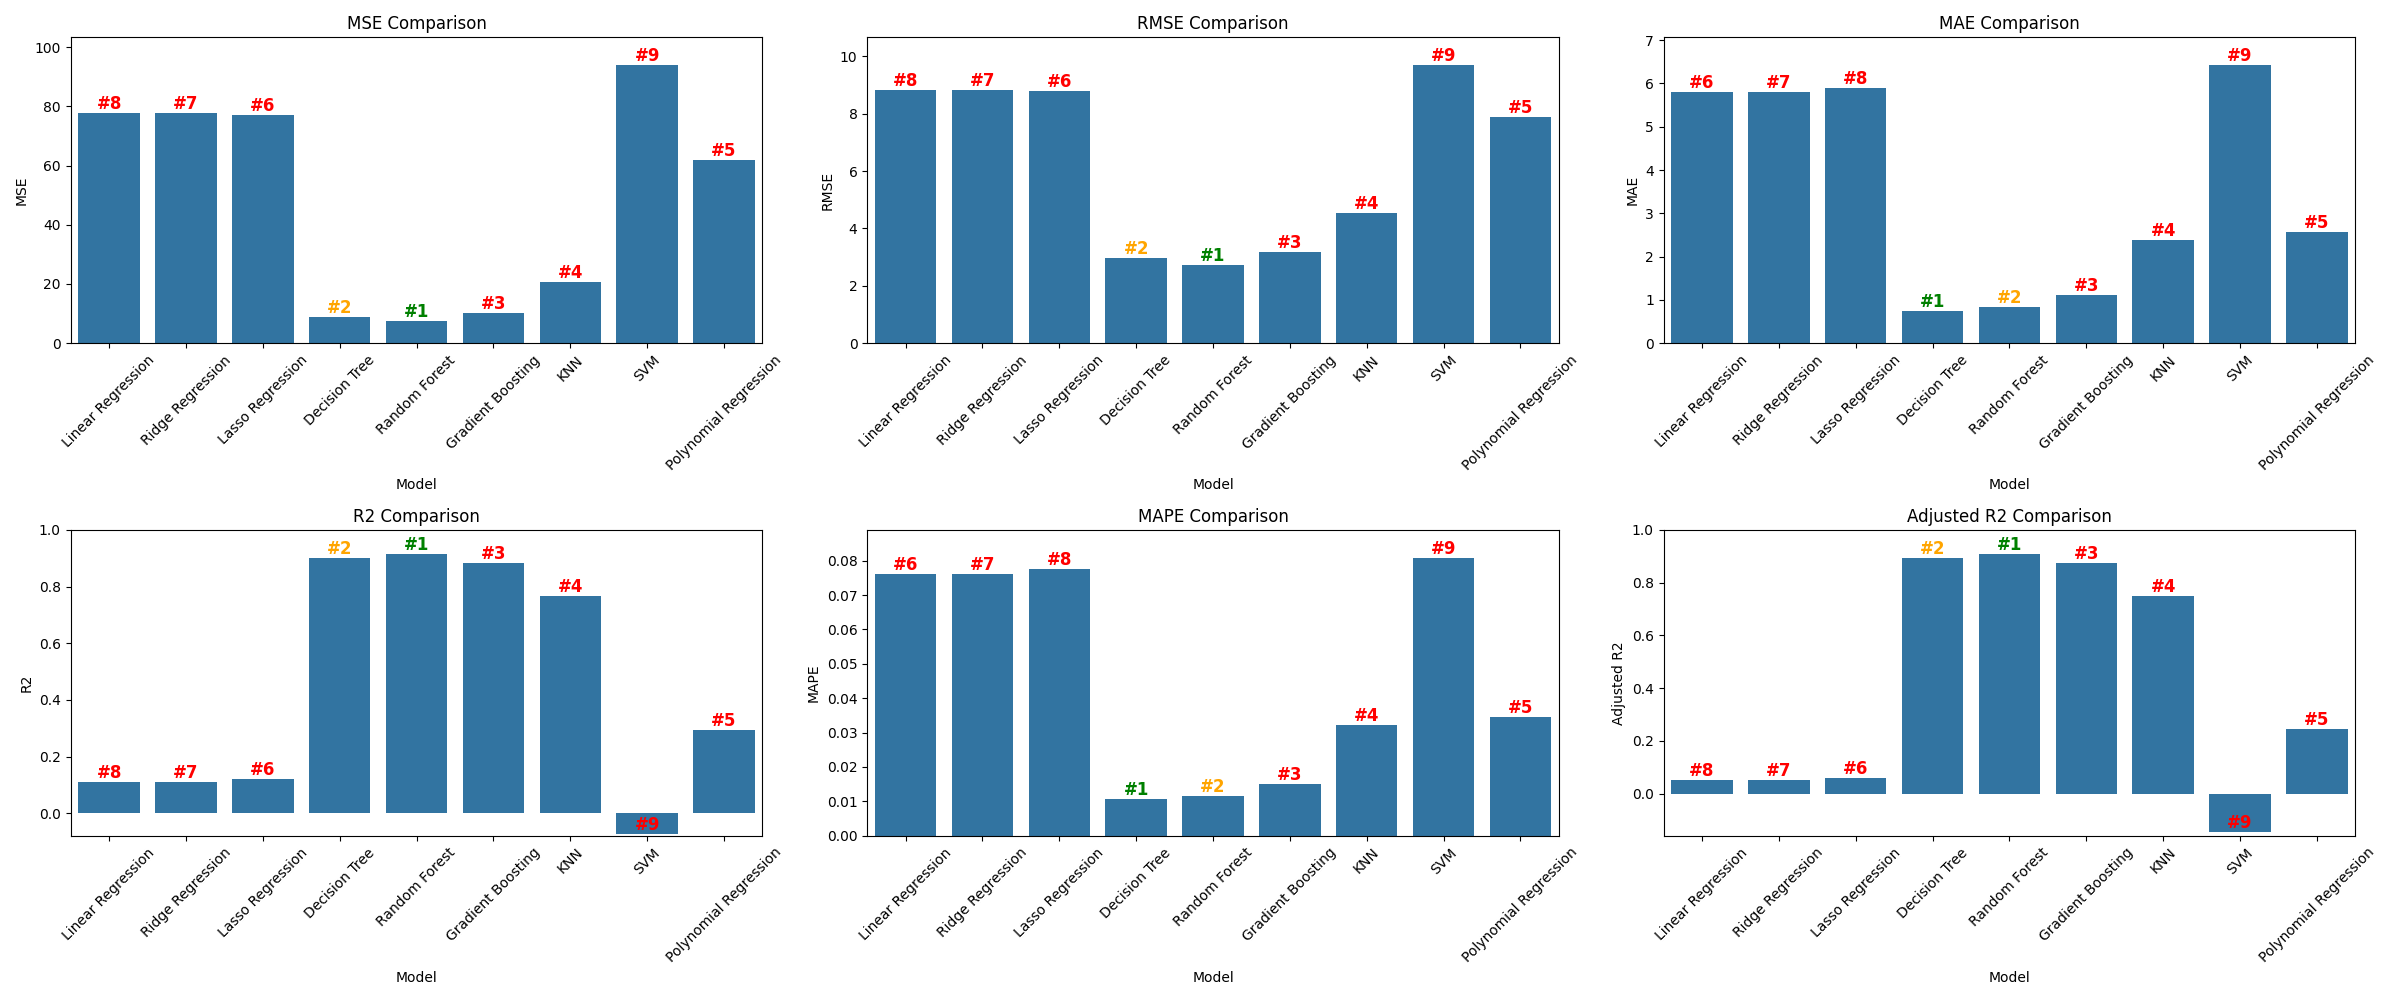 MSE Comparison
MSE
100
80
60
40
20
0
#8
#7
#6
#2
#1
#3
#4
#9
#5
Linear Regression
Ridge Regression
Lasso Regression
Decision Tree
Random Forest
Gradient Boosting
KNN
SVM
Polynomial Regression
Model
RMSE Comparison
RMSE
10
8
6
4
2
0
#8
#7
#6
#2
#1
#3
#4
#9
#5
Linear Regression
Ridge Regression
Lasso Regression
Decision Tree
Random Forest
Gradient Boosting
KNN
SVM
Polynomial Regression
Model
MAE Comparison
MAE
7
6
5
4
3
2
1
0
#6
#7
#8
#1
#2
#3
#4
#9
#5
Linear Regression
Ridge Regression
Lasso Regression
Decision Tree
Random Forest
Gradient Boosting
KNN
SVM
Polynomial Regression
Model
R2 Comparison
R2
1.0
0.8
0.6
0.4
0.2
0.0
#8
#7
#6
#2
#1
#3
#4
#9
#5
Linear Regression
Ridge Regression
Lasso Regression
Decision Tree
Random Forest
Gradient Boosting
KNN
SVM
Polynomial Regression
Model
MAPE Comparison
MAPE
0.08
0.07
0.06
0.05
0.04
0.03
0.02
0.01
0.00
#6
#7
#8
#1
#2
#3
#4
#9
#5
Linear Regression
Ridge Regression
Lasso Regression
Decision Tree
Random Forest
Gradient Boosting
KNN
SVM
Polynomial Regression
Model
Adjusted R2 Comparison
Adjusted R2
1.0
0.8
0.6
0.4
0.2
0.0
#8
#7
#6
#2
#1
#3
#4
#9
#5
Linear Regression
Ridge Regression
Lasso Regression
Decision Tree
Random Forest
Gradient Boosting
KNN
SVM
Polynomial Regression
Model